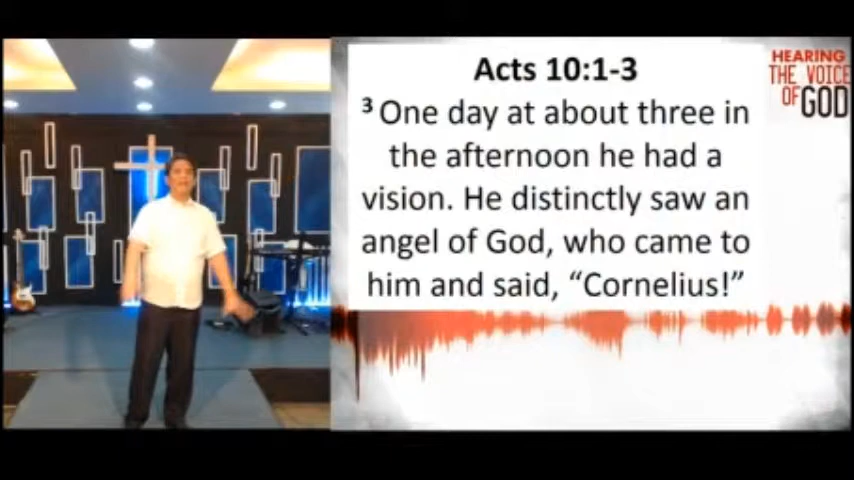 Acts 10:1-3
³ One day at about three in
the afternoon he had a
vision. He distinctly saw an
angel of God, who came to
him and said, “Cornelius!”
HEARING
THE VOICE
OF GOD